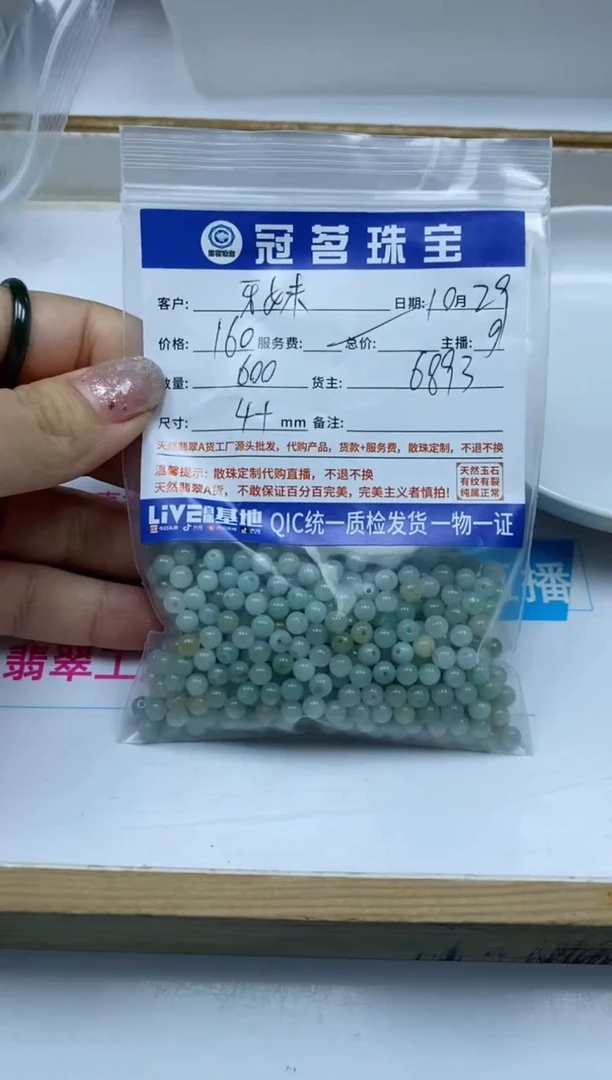 冠茗珠宝
客户: 日期:10月29
价格: 160 服务费: 总价: 主播: 9
数量: 600 货主: 6893
尺寸: 4+ mm 备注:
天然翡翠A货工厂源头批发，代购产品，货款+服务费，散珠定制，不退不换
温馨提示: 散珠定制代购直播，不退不换
天然翡翠A货，不敢保证百分百完美，完美主义者慎拍!
天然玉石
有纹有裂
纯属正常
LiVE 基地 QIC统一质检发货 一物一证
播
翡翠工